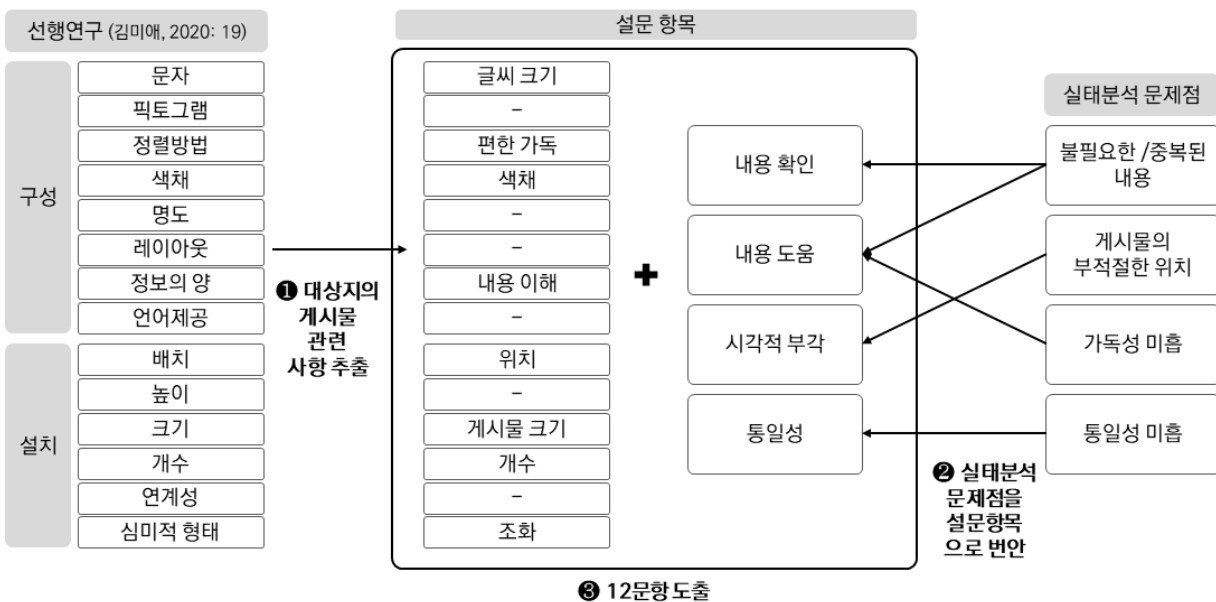 선행연구 (김미애, 2020: 19)
구성
문자
픽토그램
정렬방법
색채
명도
레이아웃
정보의 양
언어제공
설치
배치
높이
크기
개수
연계성
심미적 형태
❶ 대상지의
게시물
관련
사항 추출
설문 항목
글씨 크기
–
편한 가독
색채
–
–
내용 이해
–
위치
–
게시물 크기
개수
–
조화
+
내용 확인
내용 도움
시각적 부각
통일성
실태분석 문제점
불필요한 /중복된
내용
게시물의
부적절한 위치
가독성 미흡
통일성 미흡
❷ 실태분석
문제점을
설문항목
으로 번안
❸ 12문항 도출